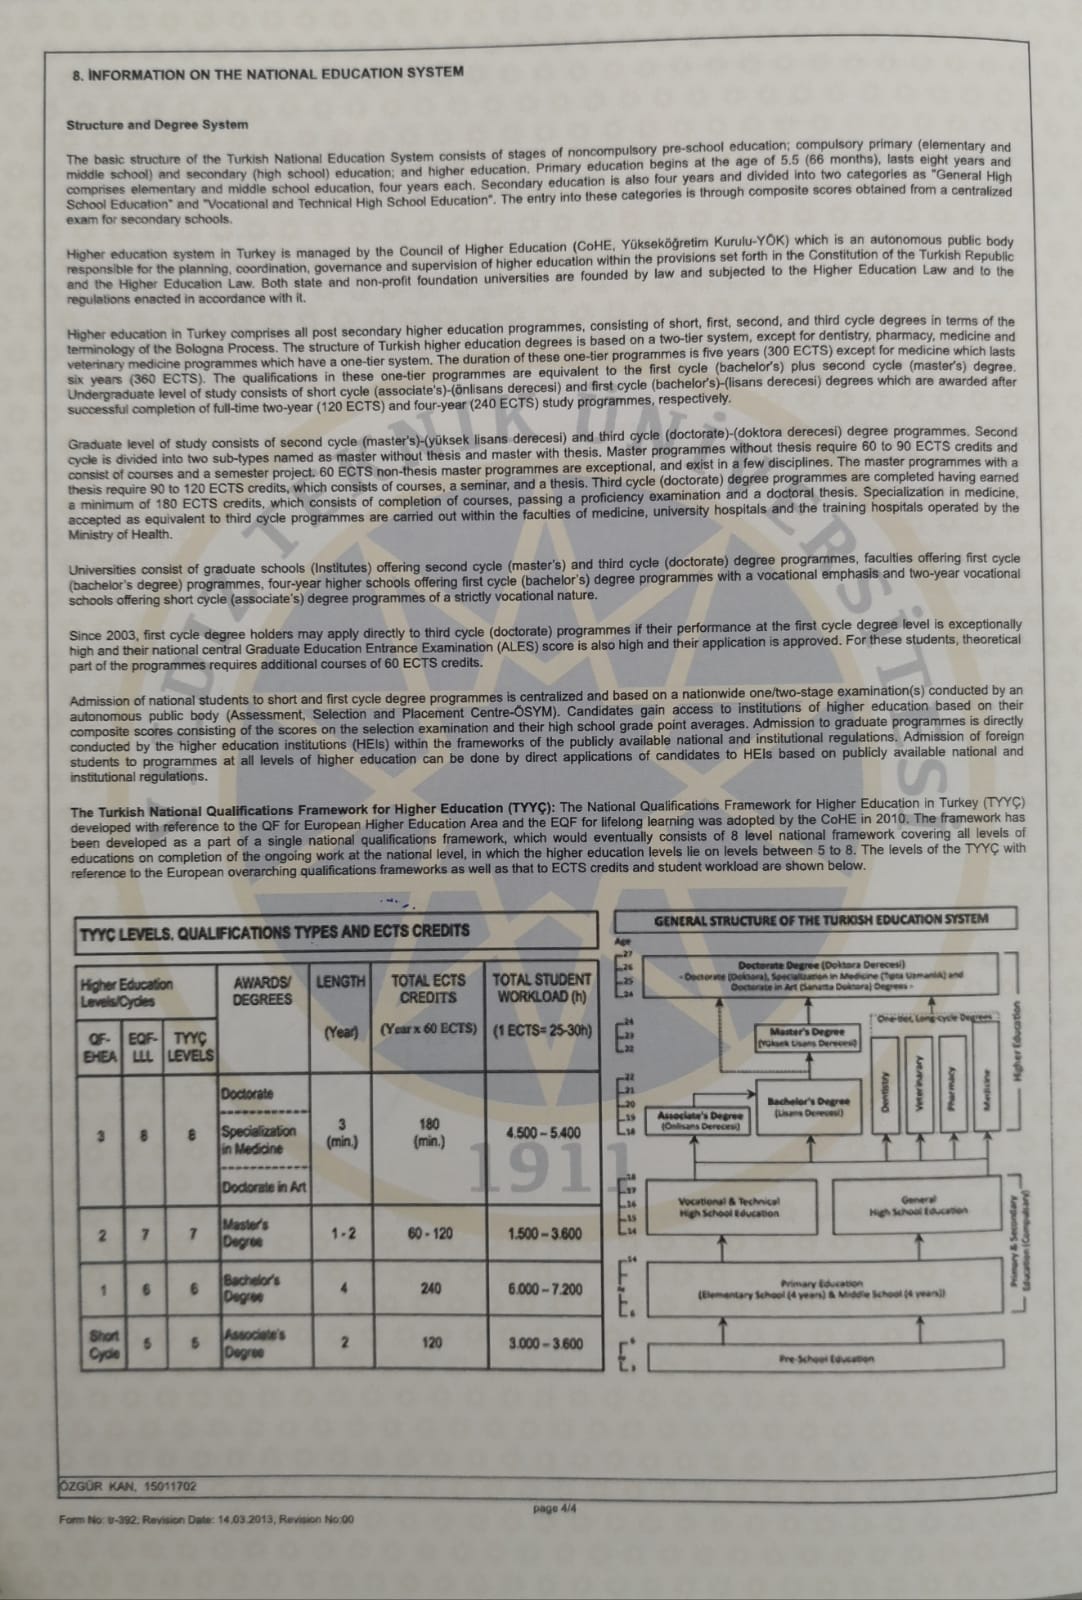 8. İNFORMATION ON THE NATIONAL EDUCATION SYSTEM
Structure and Degree System
The basic structure of the Turkish National Education System consists of stages of noncompulsory pre-school education; compulsory primary (elementary and
middle school) and secondary (high school) education; and higher education. Primary education begins at the age of 5.5 (66 months), lasts eight years and
comprises elementary and middle school education, four years each. Secondary education is also four years and divided into two categories as "General High
School Education" and "Vocational and Technical High School Education". The entry into these categories is through composite scores obtained from a centralized
exam for secondary schools.
Higher education system in Turkey is managed by the Council of Higher Education (CoHE, Yükseköğretim Kurulu-YÖK) which is an autonomous public body
responsible for the planning, coordination, governance and supervision of higher education within the provisions set forth in the Constitution of the Turkish Republic
and the Higher Education Law. Both state and non-profit foundation universities are founded by law and subjected to the Higher Education Law and to the
regulations enacted in accordance with it.
Higher education in Turkey comprises all post secondary higher education programmes, consisting of short, first, second, and third cycle degrees in terms of the
terminology of the Bologna Process. The structure of Turkish higher education degrees is based on a two-tier system, except for dentistry, pharmacy, medicine and
veterinary medicine programmes which have a one-tier system. The duration of these one-tier programmes is five years (300 ECTS) except for medicine which lasts
six years (360 ECTS). The qualifications in these one-tier programmes are equivalent to the first cycle (bachelor's) plus second cycle (master's) degree.
Undergraduate level of study consists of short cycle (associate's)-(önlisans derecesi) and first cycle (bachelor's)-(lisans derecesi) degrees which are awarded after
successful completion of full-time two-year (120 ECTS) and four-year (240 ECTS) study programmes, respectively.
Graduate level of study consists of second cycle (master's)-(yüksek lisans derecesi) and third cycle (doctorate)-(doktora derecesi) degree programmes. Second
cycle is divided into two sub-types named as master without thesis and master with thesis. Master programmes without thesis require 60 to 90 ECTS credits and
consist of courses and a semester project. 60 ECTS non-thesis master programmes are exceptional, and exist in a few disciplines. The master programmes with a
thesis require 90 to 120 ECTS credits, which consists of courses, a seminar, and a thesis. Third cycle (doctorate) degree programmes are completed having earned
a minimum of 180 ECTS credits, which consists of completion of courses, passing a proficiency examination and a doctoral thesis. Specialization in medicine,
accepted as equivalent to third cycle programmes are carried out within the faculties of medicine, university hospitals and the training hospitals operated by the
Ministry of Health.
Universities consist of graduate schools (Institutes) offering second cycle (master's) and third cycle (doctorate) degree programmes, faculties offering first cycle
(bachelor's degree) programmes, four-year higher schools offering first cycle (bachelor's) degree programmes with a vocational emphasis and two-year vocational
schools offering short cycle (associate's) degree programmes of a strictly vocational nature.
Since 2003, first cycle degree holders may apply directly to third cycle (doctorate) programmes if their performance at the first cycle degree level is exceptionally
high and their national central Graduate Education Entrance Examination (ALES) score is also high and their application is approved. For these students, theoretical
part of the programmes requires additional courses of 60 ECTS credits.
Admission of national students to short and first cycle degree programmes is centralized and based on a nationwide one/two-stage examination(s) conducted by an
autonomous public body (Assessment, Selection and Placement Centre-ÖSYM). Candidates gain access to institutions of higher education based on their
composite scores consisting of the scores on the selection examination and their high school grade point averages. Admission to graduate programmes is directly
conducted by the higher education institutions (HEIs) within the frameworks of the publicly available national and institutional regulations. Admission of foreign
students to programmes at all levels of higher education can be done by direct applications of candidates to HEIs based on publicly available national and
institutional regulations.
The Turkish National Qualifications Framework for Higher Education (TYYÇ): The National Qualifications Framework for Higher Education in Turkey (TYYÇ)
developed with reference to the QF for European Higher Education Area and the EQF for lifelong learning was adopted by the CoHE in 2010. The framework has
been developed as a part of a single national qualifications framework, which would eventually consists of 8 level national framework covering all levels of
educations on completion of the ongoing work at the national level, in which the higher education levels lie on levels between 5 to 8. The levels of the TYYÇ with
reference to the European overarching qualifications frameworks as well as that to ECTS credits and student workload are shown below.
TYYC LEVELS, QUALIFICATIONS TYPES AND ECTS CREDITS
Higher Education
Levels/Cycles
AWARDS/
DEGREES
LENGTH
(Year)
TOTAL ECTS
CREDITS
(Year x 60 ECTS)
TOTAL STUDENT
WORKLOAD (h)
(1 ECTS= 25-30h)
QF-
EHEA
EQF-
LLL
TYYÇ
LEVELS
3 8 8
Doctorate
Specialization
in Medicine
Doctorate in Art
3
(min.)
180
(min.)
4.500 – 5.400
2 7 7 Master's
Degree 1 - 2 60 - 120 1.500 – 3.600
1 6 6 Bachelor's
Degree 4 240 6.000 – 7.200
Short
Cycle 5 5 Associate's
Degree 2 120 3.000 – 3.600
GENERAL STRUCTURE OF THE TURKISH EDUCATION SYSTEM
Age
27
26
25
24
Doctorate Degree (Doktora Derecesi)
- Doctorate (Doktora), Specialization in Medicine (Tıpta Uzmanlık) and
Doctorate in Art (Sanatta Doktora) Degrees -
24
23
22
Master's Degree
(Yüksek Lisans Derecesi)
One-tier, Long-cycle Degrees
Dentistry
Veterinarary
Pharmacy
Medicine
Higher Education
22
21
20
19
18
Bachelor's Degree
(Lisans Derecesi)
Associate's Degree
(Önlisans Derecesi)
18
17
16
15
14
Vocational & Technical
High School Education
General
High School Education
Primary & Secondary
Education (Compulsary)
14
6
Primary Education
(Elementary School (4 years) & Middle School (4 years))
Pre-School Education
YILDIZ TEKNİK ÜNİVERSİTESİ
1911
ÖZGÜR KAN, 15011702
page 4/4
Form No: tr-392, Revision Date: 14.03.2013, Revision No:00